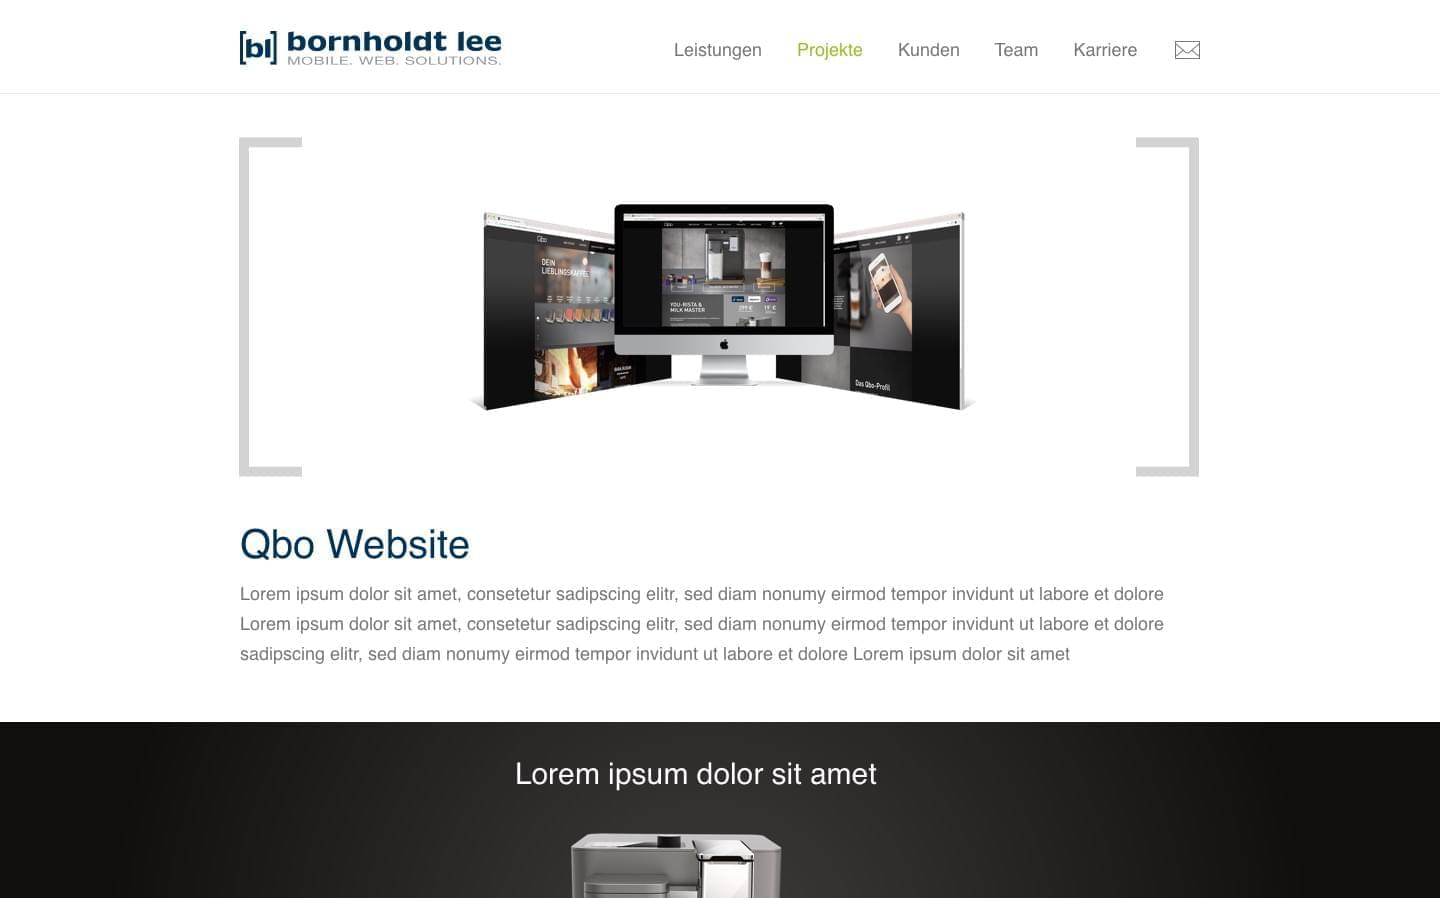 [bl] bornholdt lee
MOBILE. WEB. SOLUTIONS.
Leistungen Projekte Kunden Team Karriere
Qbo
DEIN
LIEBLINGSKAFFEE
Qbo
YOU-RISTA &
MILK MASTER
Das Qbo-Profil
Qbo Website
Lorem ipsum dolor sit amet, consetetur sadipscing elitr, sed diam nonumy eirmod tempor invidunt ut labore et dolore
Lorem ipsum dolor sit amet, consetetur sadipscing elitr, sed diam nonumy eirmod tempor invidunt ut labore et dolore
sadipscing elitr, sed diam nonumy eirmod tempor invidunt ut labore et dolore Lorem ipsum dolor sit amet
Lorem ipsum dolor sit amet